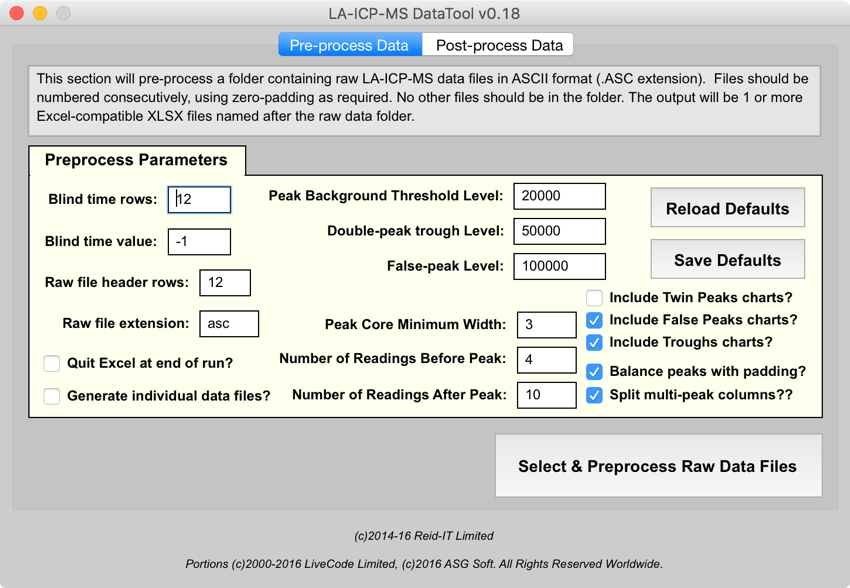 LA-ICP-MS DataTool v0.18
Pre-process Data
Post-process Data
This section will pre-process a folder containing raw LA-ICP-MS data files in ASCII format (.ASC extension).  Files should be
numbered consecutively, using zero-padding as required. No other files should be in the folder. The output will be 1 or more
Excel-compatible XLSX files named after the raw data folder.
Preprocess Parameters
Blind time rows: 12
Blind time value: -1
Raw file header rows: 12
Raw file extension: asc
Quit Excel at end of run?
Generate individual data files?
Peak Background Threshold Level: 20000
Double-peak trough Level: 50000
False-peak Level: 100000
Peak Core Minimum Width: 3
Number of Readings Before Peak: 4
Number of Readings After Peak: 10
Reload Defaults
Save Defaults
Include Twin Peaks charts?
Include False Peaks charts?
Include Troughs charts?
Balance peaks with padding?
Split multi-peak columns??
Select & Preprocess Raw Data Files
(c)2014-16 Reid-IT Limited
Portions (c)2000-2016 LiveCode Limited, (c)2016 ASG Soft. All Rights Reserved Worldwide.